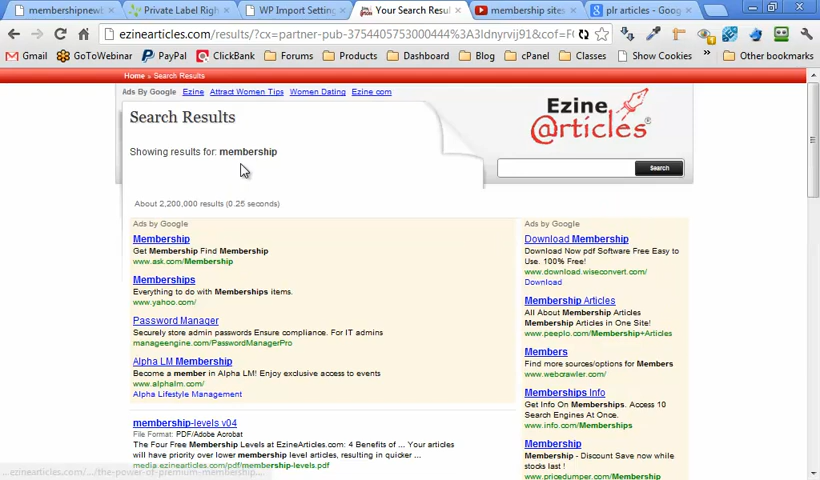 membershipnewb
Private Label Righ
WP Import Setting
Your Search Resul
membership sites
plr articles - Goog
ezinearticles.com/results/?cx=partner-pub-3754405753000444%3Aldnyrvij91&cof=F
Gmail
GoToWebinar
PayPal
ClickBank
Forums
Products
Dashboard
Blog
cPanel
Classes
Show Cookies
»
Other bookmarks
Home » Search Results
Ads By Google
Ezine
Attract Women Tips
Women Dating
Ezine.com
Search Results
Ezine
@rticles®
Showing results for: membership
Search
About 2,200,000 results (0.25 seconds)
Ads by Google
Membership
Get Membership Find Membership
www.ask.com/Membership
Memberships
Everything to do with Memberships items.
www.yahoo.com/
Password Manager
Securely store admin passwords Ensure compliance. For IT admins
manageengine.com/PasswordManagerPro
Alpha LM Membership
Become a member in Alpha LM! Enjoy exclusive access to events
www.alphalm.com/
Alpha Lifestyle Management
membership-levels v04
File Format: PDF/Adobe Acrobat
The Four Free Membership Levels at EzineArticles.com: 4 Benefits of ... Your articles
will have priority over lower membership level articles, resulting in quicker ...
media.ezinearticles.com/pdf/membership-levels.pdf
Ads by Google
Download Membership
Download Now pdf Software Free Easy to
Use. 100% Free!
www.download.wiseconvert.com/
Download
Membership Articles
All About Membership Articles
Membership Articles in One Site!
www.peeplo.com/Membership+Articles
Members
Find more sources/options for Members
www.webcrawler.com/
Memberships Info
Get Info On Memberships. Access 10
Search Engines At Once.
www.info.com/Memberships
Membership
Membership - Discount Save now while
stocks last !
www.pricedumper.com/Membership
...ezinearticles.com/.../the-power-of-premium-membership...